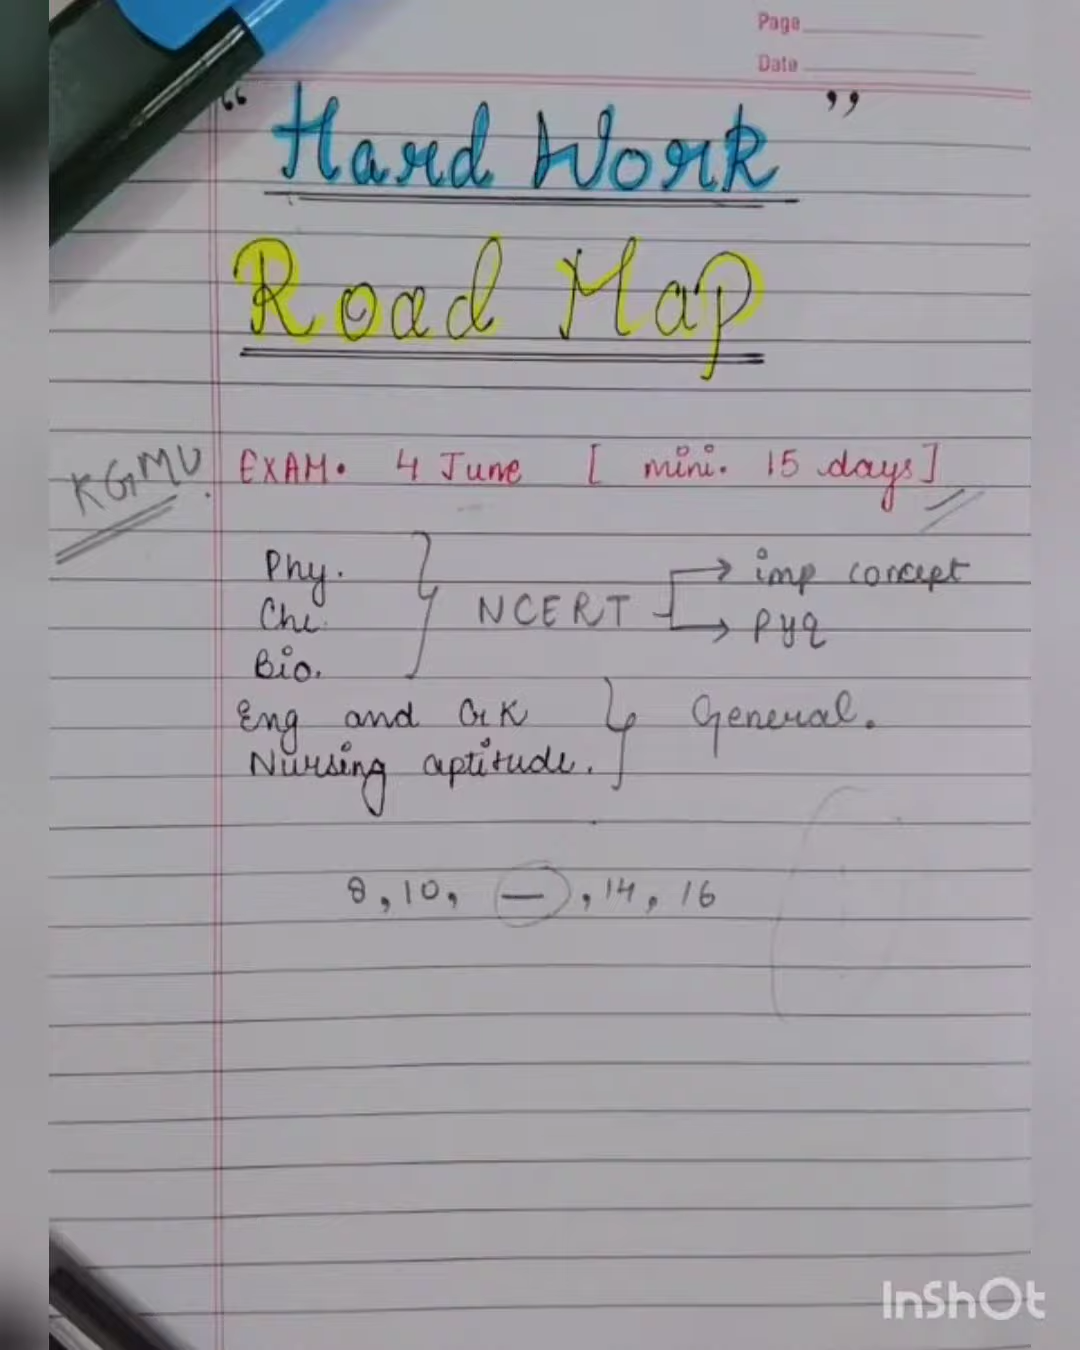 Page
Date
“ Hard Work ”
Road Map
KGMU EXAM. 4 June [ mini. 15 days ]
Phy.
Che.
Bio.
NCERT → imp concept
→ PYQ
Eng and GK
Nursing aptitude.
General.
8, 10, — , 14, 16
InShOt